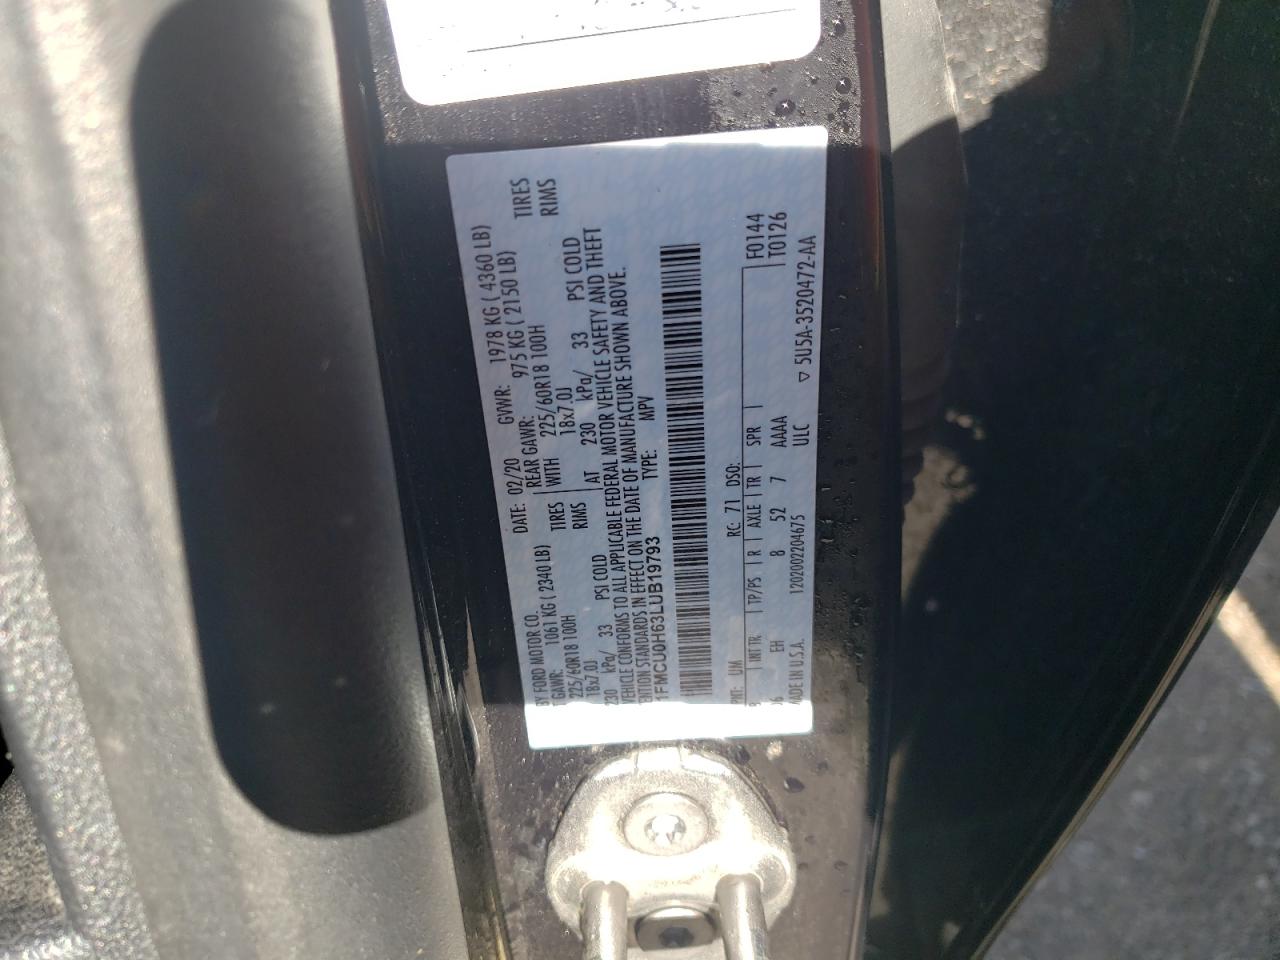 BY FORD MOTOR CO. DATE: 02/20 GVWR: 1978 KG ( 4360 LB)
T GAWR: 1061 KG ( 2340 LB) REAR GAWR: 975 KG ( 2150 LB)
225/60R18 100H TIRES WITH 225/60R18 100H TIRES
18x7.0J RIMS 18x7.0J RIMS
230 kPa/ 33 PSI COLD AT 230 kPa/ 33 PSI COLD
VEHICLE CONFORMS TO ALL APPLICABLE FEDERAL MOTOR VEHICLE SAFETY AND THEFT
STANDARDS IN EFFECT ON THE DATE OF MANUFACTURE SHOWN ABOVE.
1FMCU0H63LUB19793 TYPE: MPV
UM RC: 71 DSO: F0144
INT TR TP/PS R AXLE TR SPR T0126
EH 8 52 7 AAAA
MADE IN U.S.A. 1202002204675 ULC ▽ 5U5A-3520472-AA